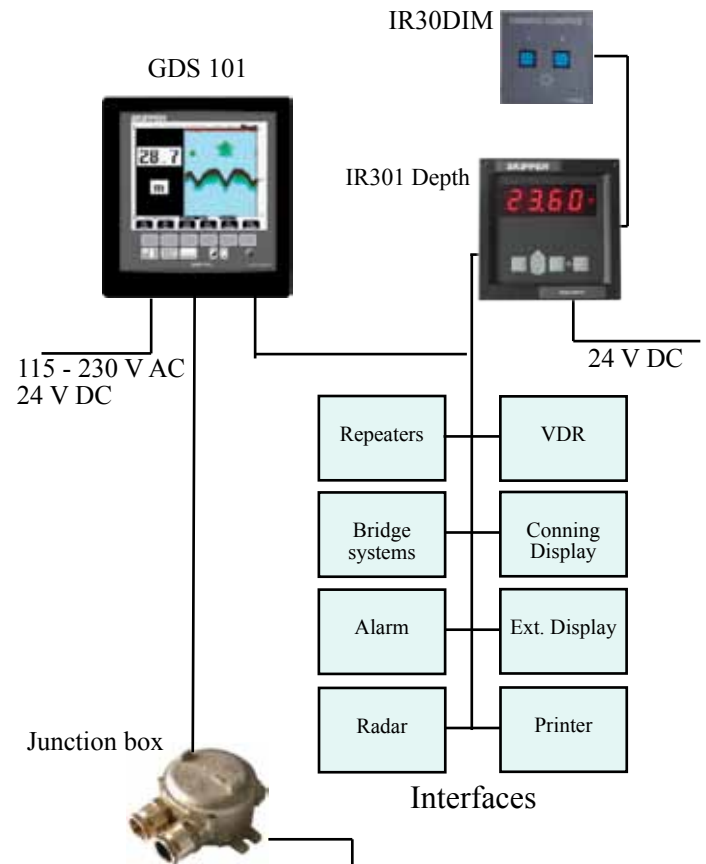 IR30DIM
GDS 101
SKIPPER
28.7
m
IR301 Depth
SKIPPER
23.60
115 - 230 V AC
24 V DC
24 V DC
Repeaters
VDR
Bridge
systems
Conning
Display
Alarm
Ext. Display
Radar
Printer
Junction box
Interfaces